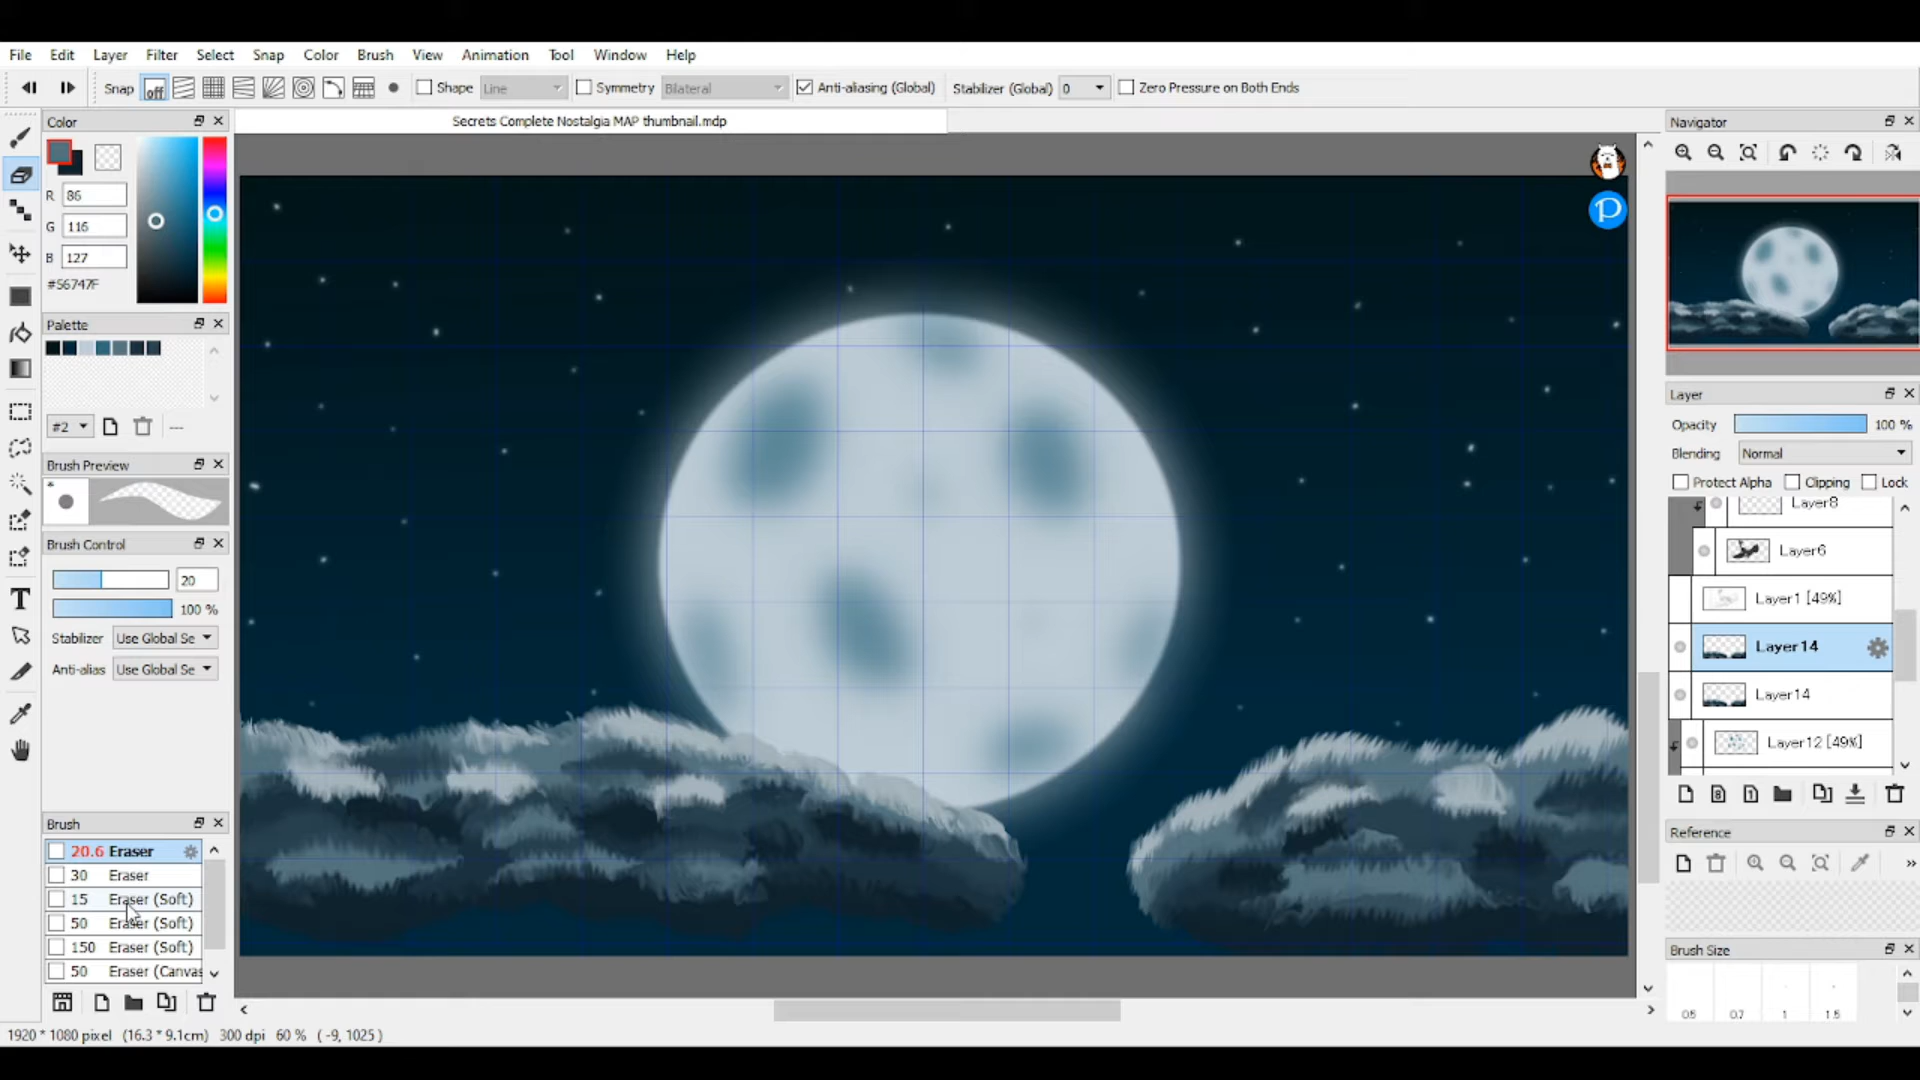 File Edit Layer Filter Select Snap Color Brush View Animation Tool Window Help
Snap off Shape Line Symmetry Bilateral Anti-aliasing (Global) Stabilizer (Global) 0 Zero Pressure on Both Ends
Color
Secrets Complete Nostalgia MAP thumbnail.mdp
Navigator
R 86
G 116
B 127
#56747F
P
Palette
#2 ---
Layer
Opacity 100 %
Blending Normal
Protect Alpha Clipping Lock
Layer8
Layer6
Layer1 [49%]
Layer14
Layer14
Layer12 [49%]
Brush Preview
Brush Control
20
100 %
Stabilizer Use Global Se
Anti-alias Use Global Se
Brush
20.6 Eraser
30 Eraser
15 Eraser (Soft)
50 Eraser (Soft)
150 Eraser (Soft)
50 Eraser (Canvas
8 1
Reference
Brush Size
0.5 0.7 1 1.5
1920 * 1080 pixel (16.3 * 9.1cm) 300 dpi 60 % ( -9, 1025 )